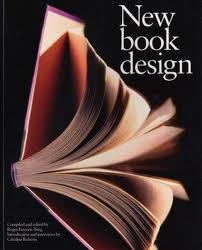 New
book
design
Compiled and edited by
Roger Fawcett-Tang
Introduction and interviews by
Caroline Roberts